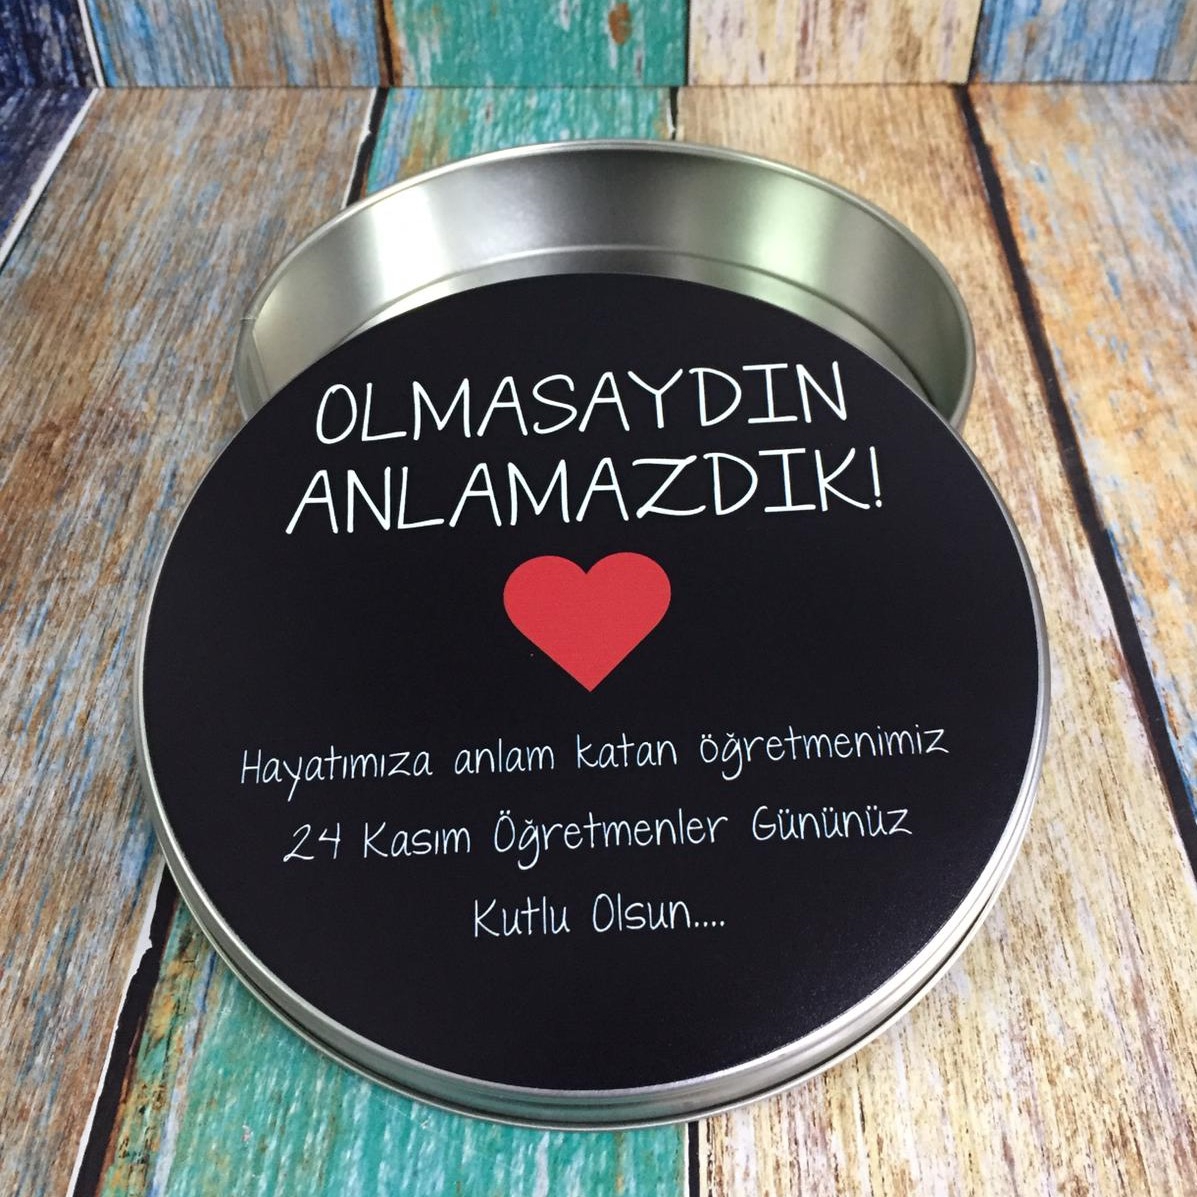 OLMASAYDIN
ANLAMAZDIK!
Hayatımıza anlam katan öğretmenimiz
24 Kasım Öğretmenler Gününüz
Kutlu Olsun....